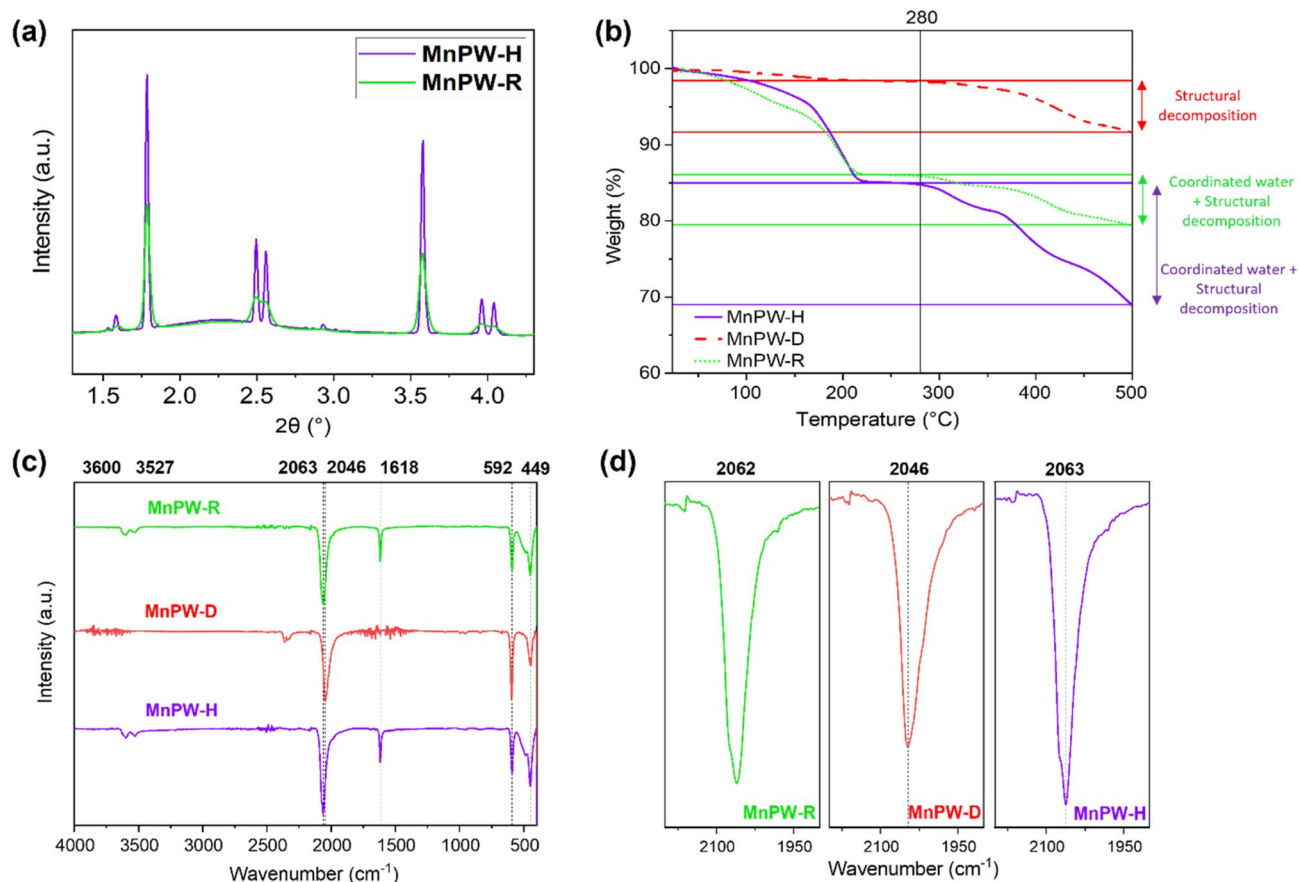 (a)
MnPW-H
MnPW-R
Intensity (a.u.)
1.5 2.0 2.5 3.0 3.5 4.0
2θ (°)
(b)
280
100
90
80
70
60
Weight (%)
MnPW-H
MnPW-D
MnPW-R
100 200 300 400 500
Temperature (°C)
Structural
decomposition
Coordinated water
+ Structural
decomposition
Coordinated water +
Structural
decomposition
(c)
3600 3527 2063 2046 1618 592 449
MnPW-R
MnPW-D
MnPW-H
Intensity (a.u.)
4000 3500 3000 2500 2000 1500 1000 500
Wavenumber (cm⁻¹)
(d)
2062 2046 2063
Intensity (a.u.)
MnPW-R MnPW-D MnPW-H
2100 1950 2100 1950 2100 1950
Wavenumber (cm⁻¹)